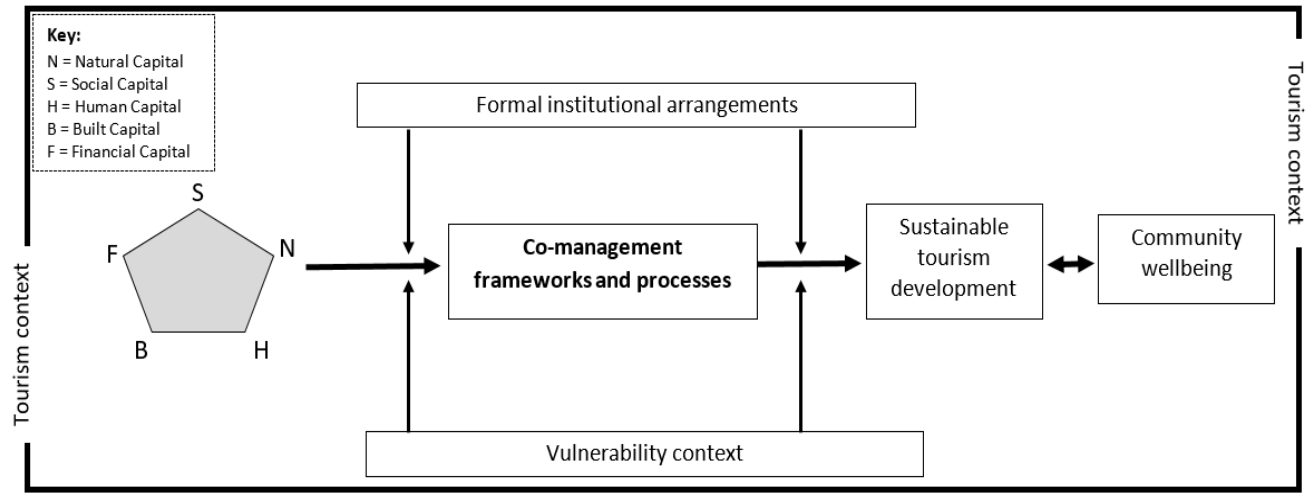 Key:
N = Natural Capital
S = Social Capital
H = Human Capital
B = Built Capital
F = Financial Capital
Tourism context
Formal institutional arrangements
S
F
N
B
H
Co-management
frameworks and processes
Sustainable
tourism
development
Community
wellbeing
Tourism context
Vulnerability context